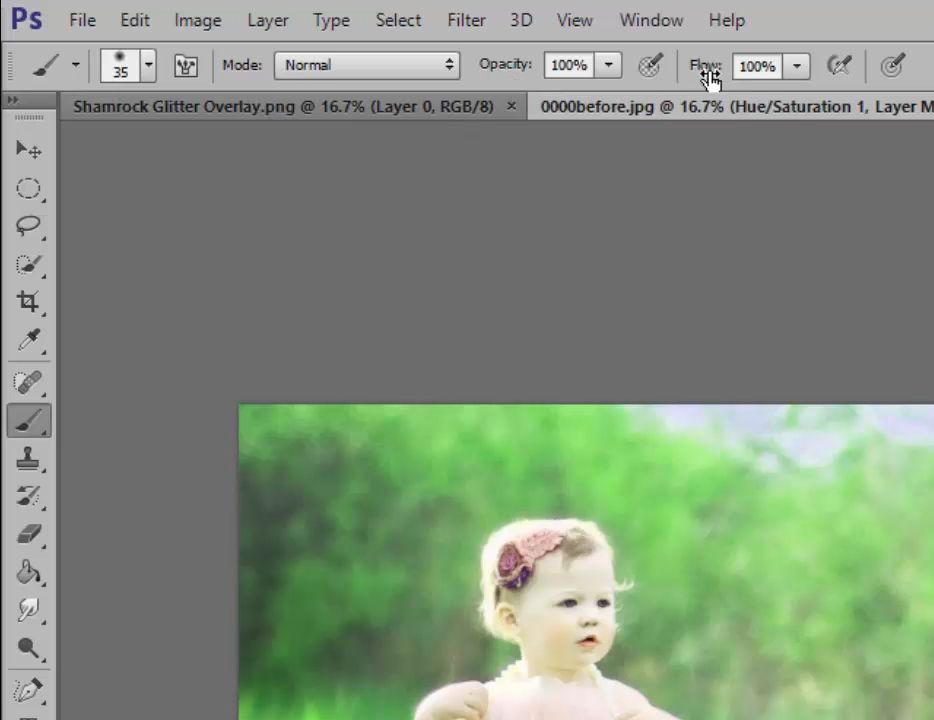 Ps File Edit Image Layer Type Select Filter 3D View Window Help
35 Mode: Normal Opacity: 100% Flow: 100%
Shamrock Glitter Overlay.png @ 16.7% (Layer 0, RGB/8) × 0000before.jpg @ 16.7% (Hue/Saturation 1, Layer M